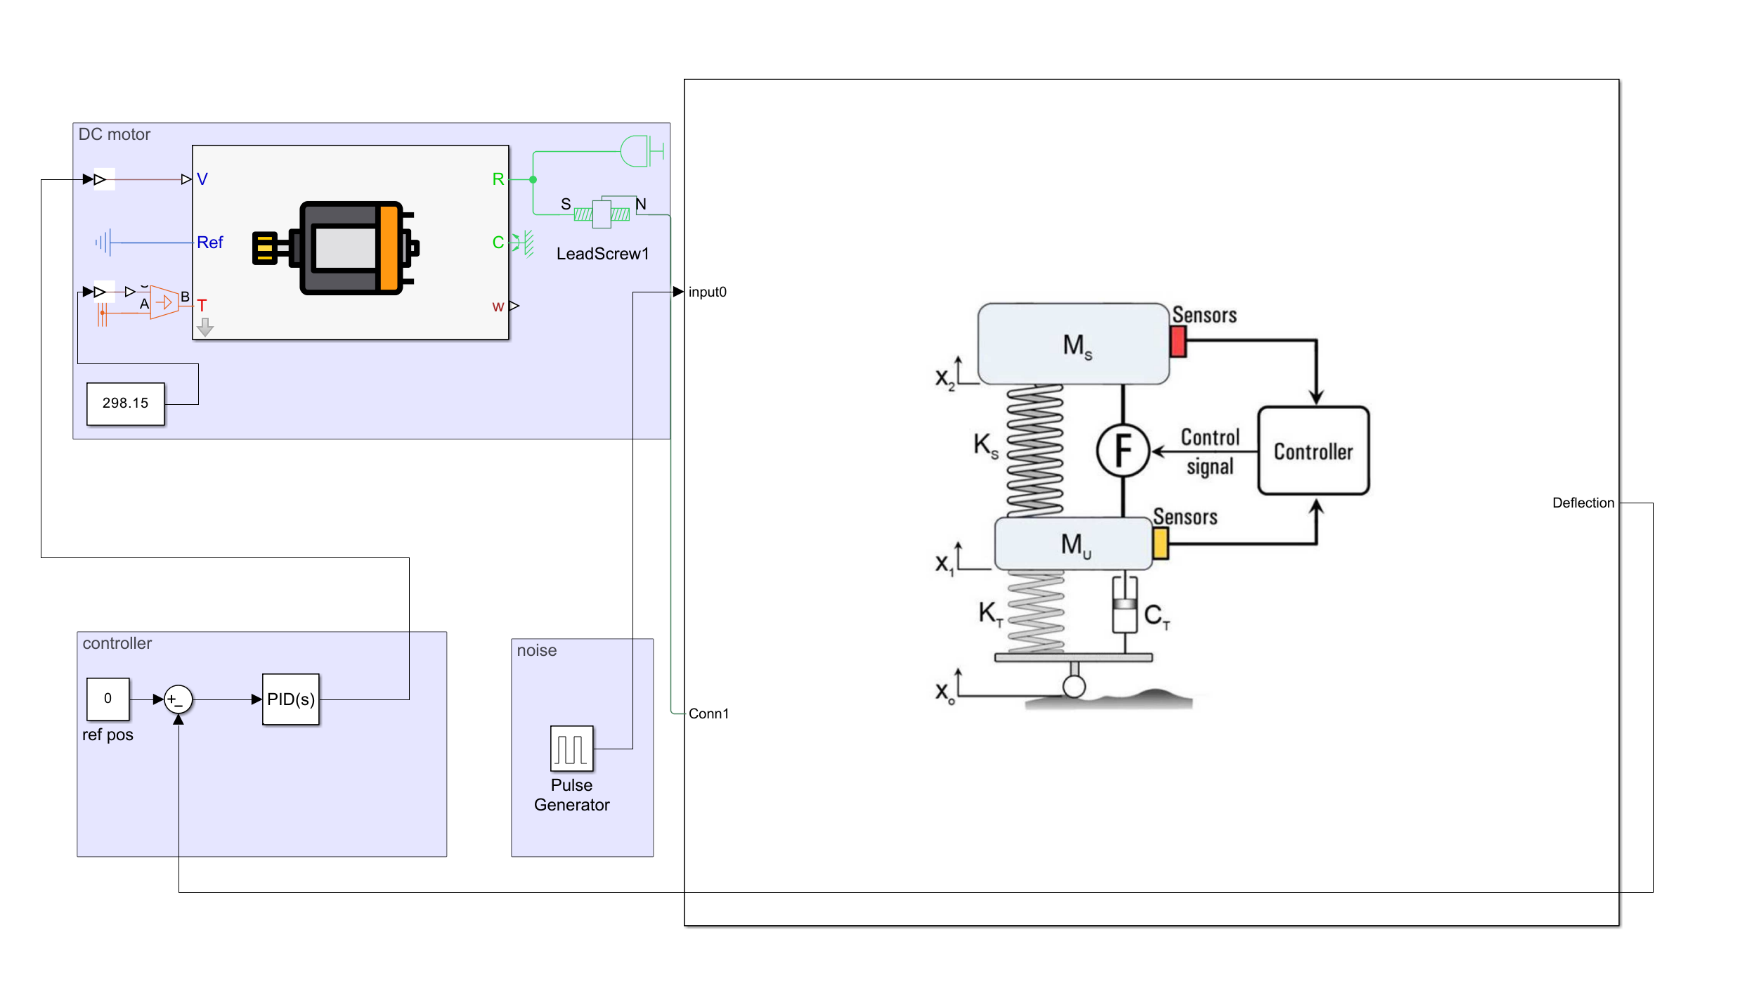 DC motor
V
Ref
A
B
T
R
C
w
S
N
LeadScrew1
298.15
controller
0
+
−
PID(s)
ref pos
noise
Pulse
Generator
input0
Conn1
Deflection
Ms
Sensors
x2
Ks
F
Control
signal
Controller
MU
Sensors
x1
KT
CT
xo